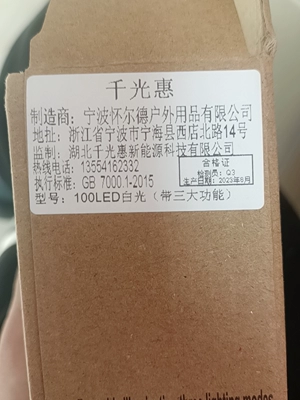 千光惠
制造商：宁波怀尔德户外用品有限公司
地址：浙江省宁波市宁海县西店北路14号
监制：湖北千光惠新能源科技有限公司
热线电话：13554162332
合格证
检测员：Q3
生产日期：2023年6月
执行标准：GB 7000.1-2015
型号：100LED白光（带三大功能）
lighting modes